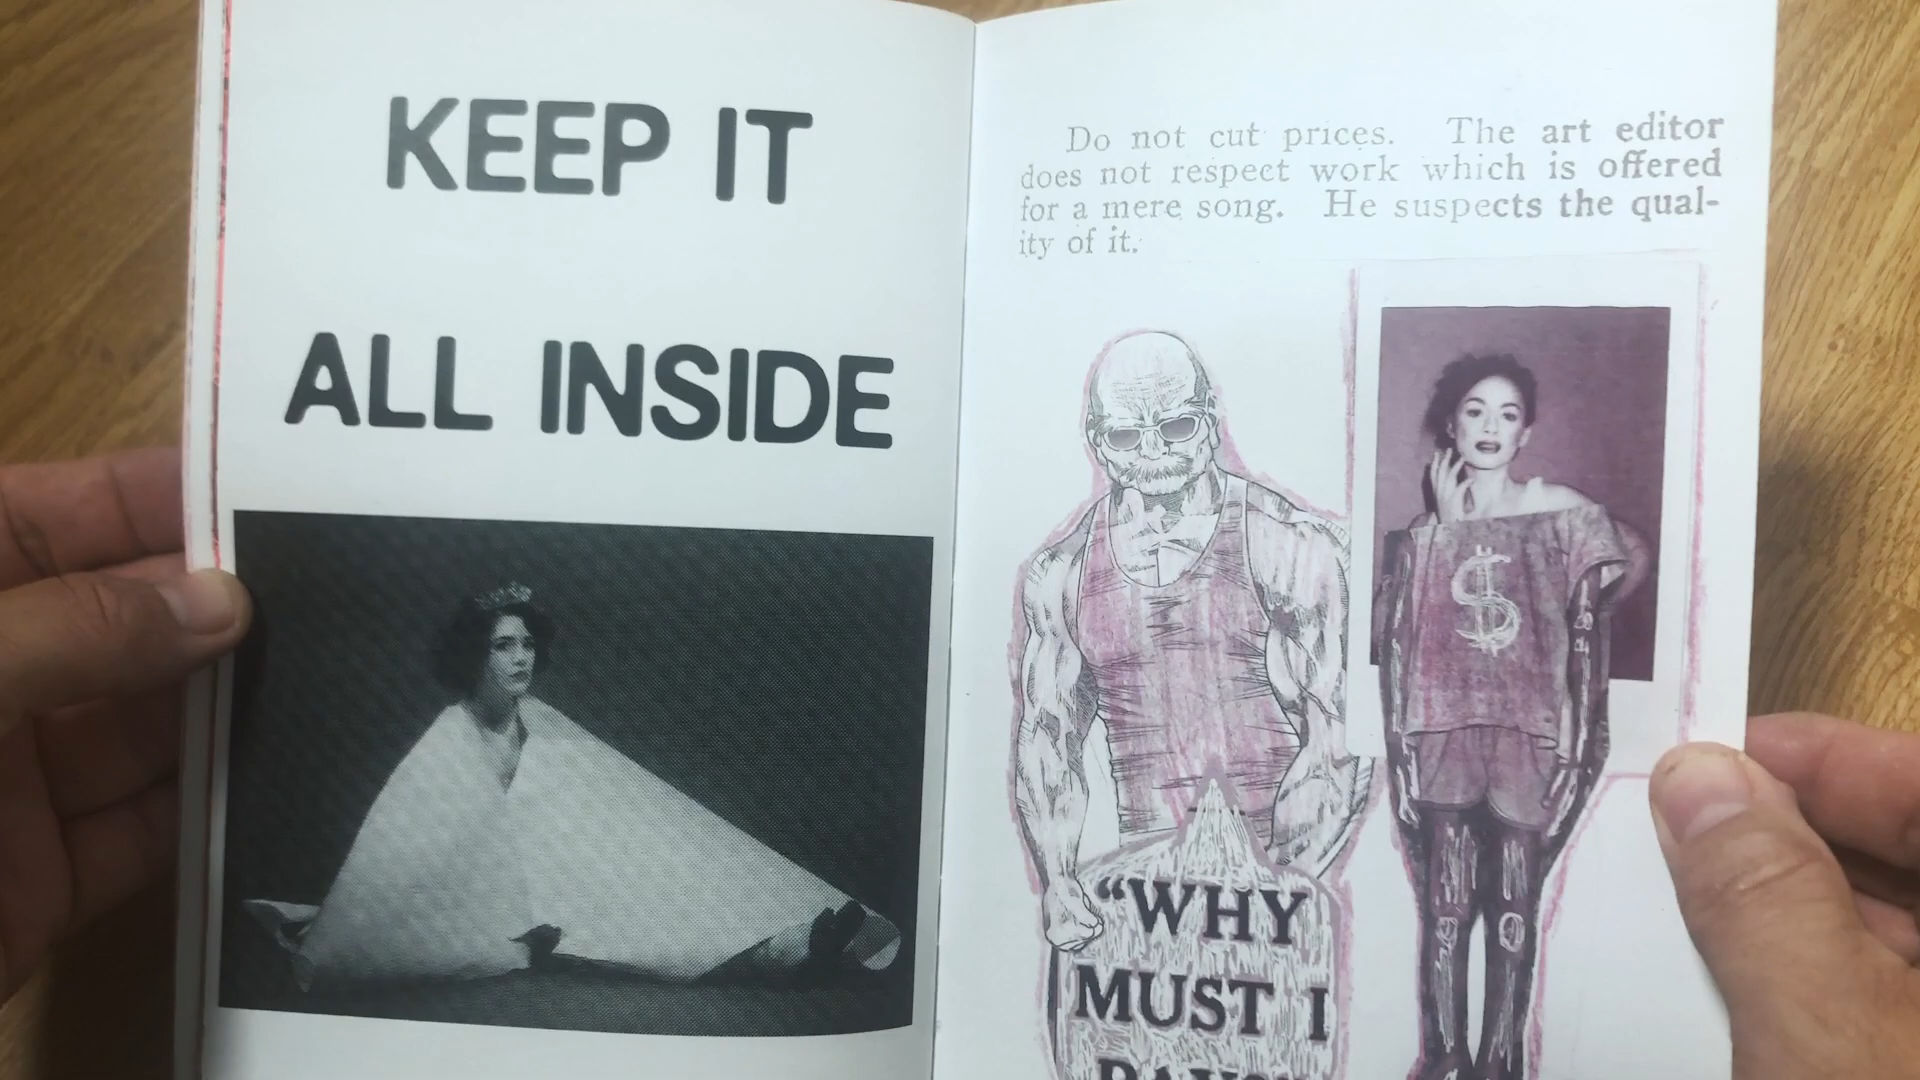 KEEP IT
ALL INSIDE
Do not cut prices. The art editor
does not respect work which is offered
for a mere song. He suspects the qual-
ity of it.
$
"WHY
MUST I